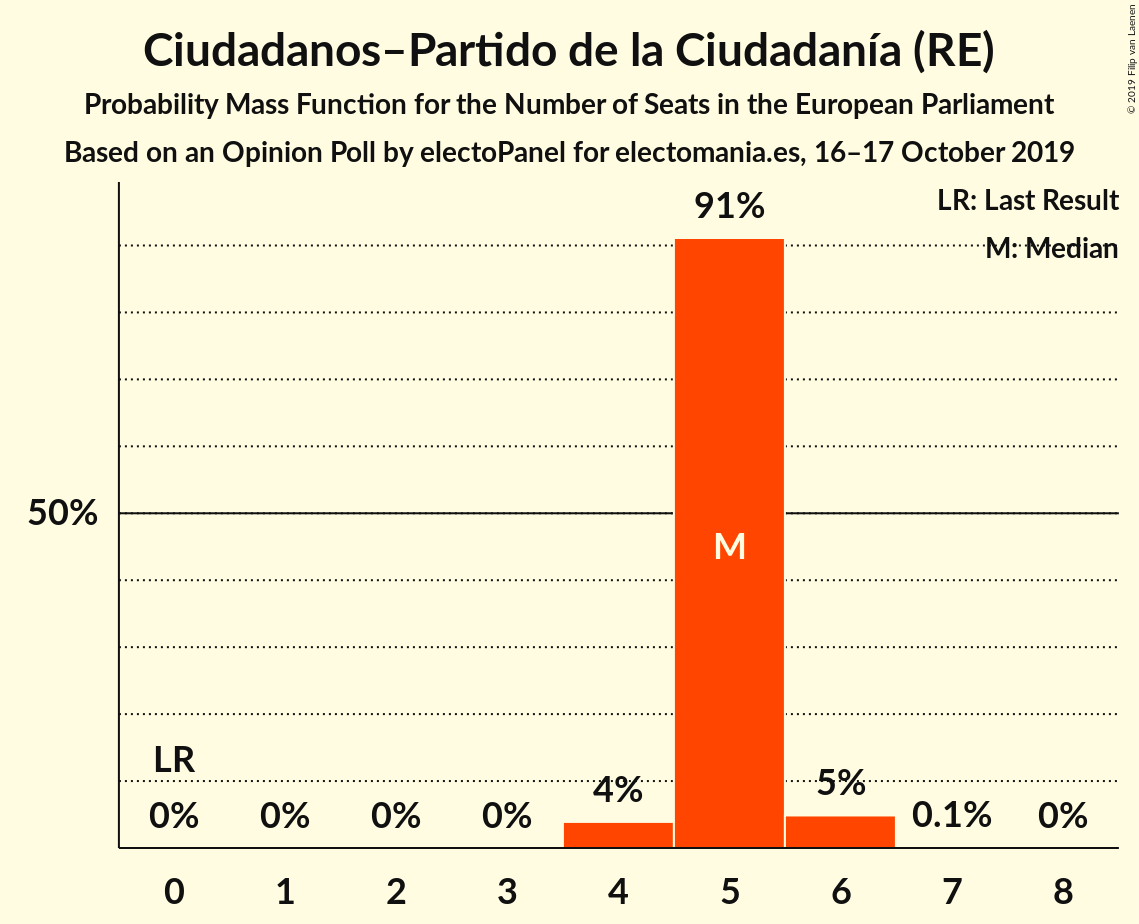 Ciudadanos–Partido de la Ciudadanía (RE)
Probability Mass Function for the Number of Seats in the European Parliament
Based on an Opinion Poll by electoPanel for electomania.es, 16–17 October 2019
© 2019 Filip van Laenen
LR: Last Result
M: Median
91%
50%
M
LR
0%
0%
0%
0%
4%
5%
0.1%
0%
0 1 2 3 4 5 6 7 8